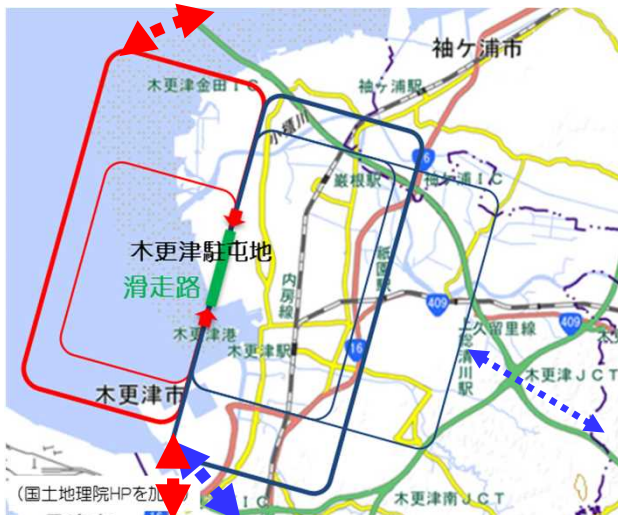 袖ケ浦市
木更津金田ＩＣ
袖ケ浦駅
小櫃川
16
巌根駅
袖ケ浦ＩＣ
木更津駐屯地
祇園駅
滑走路
内房線
409
木更津港
久留里線
409
木更津駅
16
上総清川駅
木更津ＪＣＴ
木更津市
（国土地理院HPを加
ＩＣ
木更津南ＪＣＴ